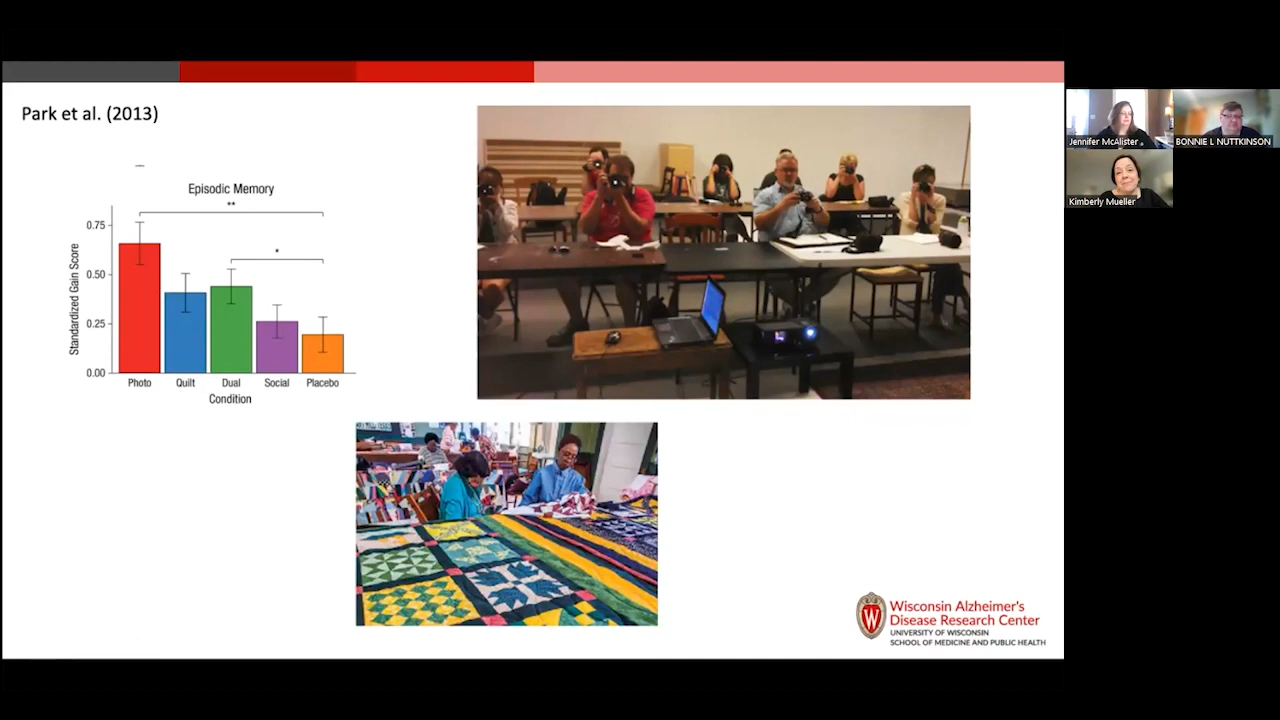 Park et al. (2013)
Episodic Memory
**
*
0.75
0.50
0.25
0.00
Standardized Gain Score
Photo
Quilt
Dual
Social
Placebo
Condition
W
Wisconsin Alzheimer's
Disease Research Center
UNIVERSITY OF WISCONSIN
SCHOOL OF MEDICINE AND PUBLIC HEALTH
Jennifer McAlister
BONNIE L NUTTKINSON
Kimberly Mueller